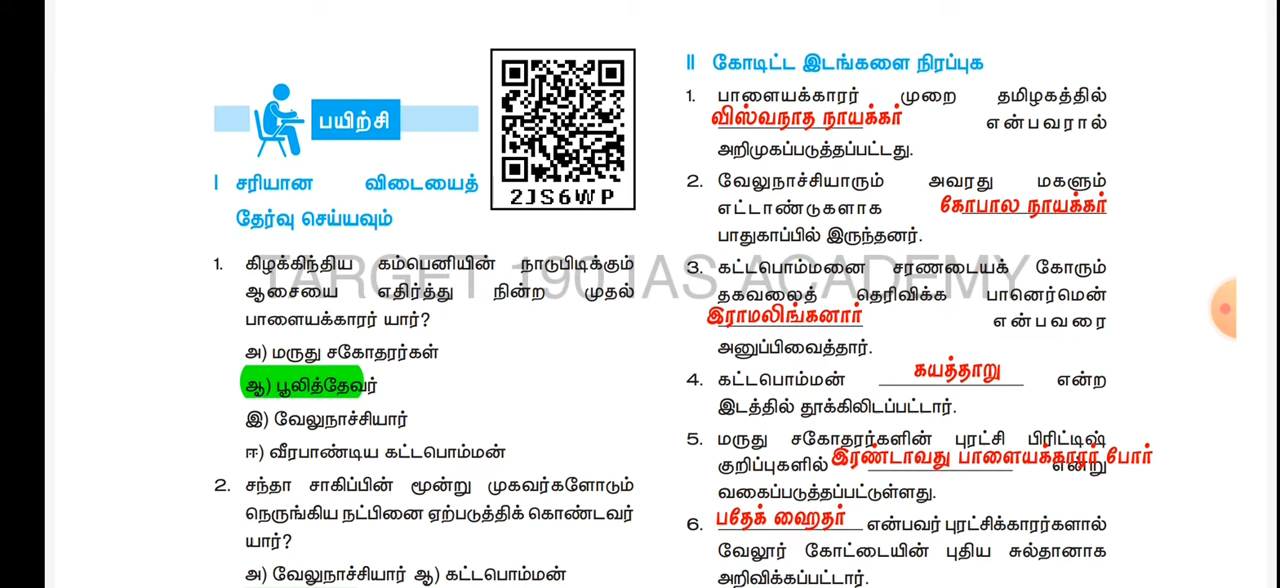 பயிற்சி
2JS6WP
I சரியான விடையைத்
தேர்வு செய்யவும்
1. கிழக்கிந்திய கம்பெனியின் நாடுபிடிக்கும்
ஆசையை எதிர்த்து நின்ற முதல்
பாளையக்காரர் யார்?
அ) மருது சகோதரர்கள்
ஆ) பூலித்தேவர்
இ) வேலுநாச்சியார்
ஈ) வீரபாண்டிய கட்டபொம்மன்
2. சந்தா சாகிப்பின் மூன்று முகவர்களோடும்
நெருங்கிய நட்பினை ஏற்படுத்திக் கொண்டவர்
யார்?
அ) வேலுநாச்சியார் ஆ) கட்டபொம்மன்
II கோடிட்ட இடங்களை நிரப்புக
1. பாளையக்காரர் முறை தமிழகத்தில்
விஸ்வநாத நாயக்கர் என்பவரால்
அறிமுகப்படுத்தப்பட்டது.
2. வேலுநாச்சியாரும் அவரது மகளும்
எட்டாண்டுகளாக கோபால நாயக்கர்
பாதுகாப்பில் இருந்தனர்.
3. கட்டபொம்மனை சரணடையக் கோரும்
தகவலைத் தெரிவிக்க பானெர்மென்
இராமலிங்கனார் என்பவரை
அனுப்பிவைத்தார்.
4. கட்டபொம்மன் கயத்தாறு என்ற
இடத்தில் தூக்கிலிடப்பட்டார்.
5. மருது சகோதரர்களின் புரட்சி பிரிட்டிஷ்
குறிப்புகளில் இரண்டாவது பாளையக்காரர் போர் என்று
வகைப்படுத்தப்பட்டுள்ளது.
6. பதேக் ஹைதர் என்பவர் புரட்சிக்காரர்களால்
வேலூர் கோட்டையின் புதிய சுல்தானாக
அறிவிக்கப்பட்டார்.
TARGET 190 IAS ACADEMY